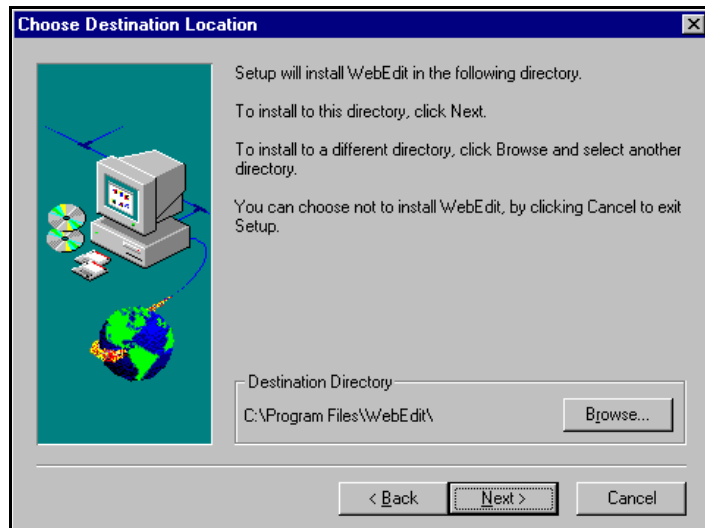 Choose Destination Location
Setup will install WebEdit in the following directory.
To install to this directory, click Next.
To install to a different directory, click Browse and select another
directory.
You can choose not to install WebEdit, by clicking Cancel to exit
Setup.
Destination Directory
C:\Program Files\WebEdit\
Browse...
< Back
Next >
Cancel